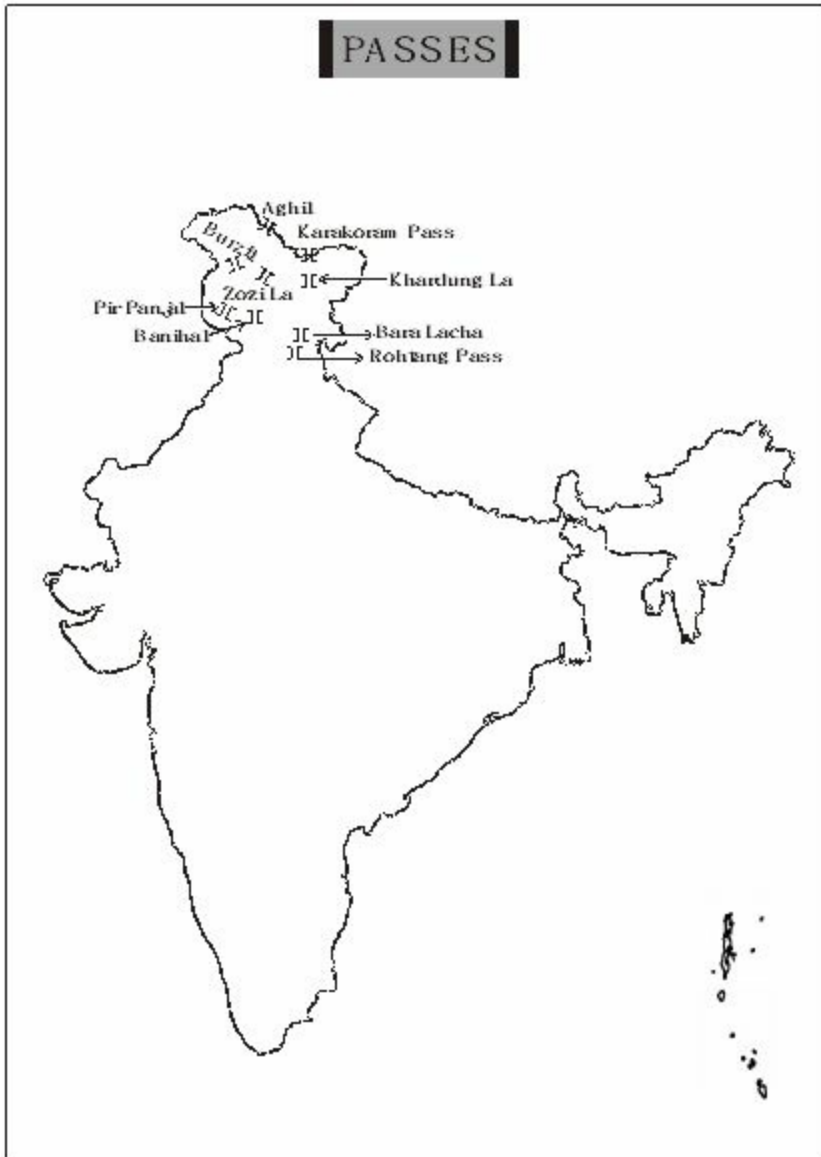 PASSES
Aghil
Karakoram Pass
Burzil
Khardung La
Zozi La
Pir Panjal
Banihal
Bara Lacha
Rohtang Pass